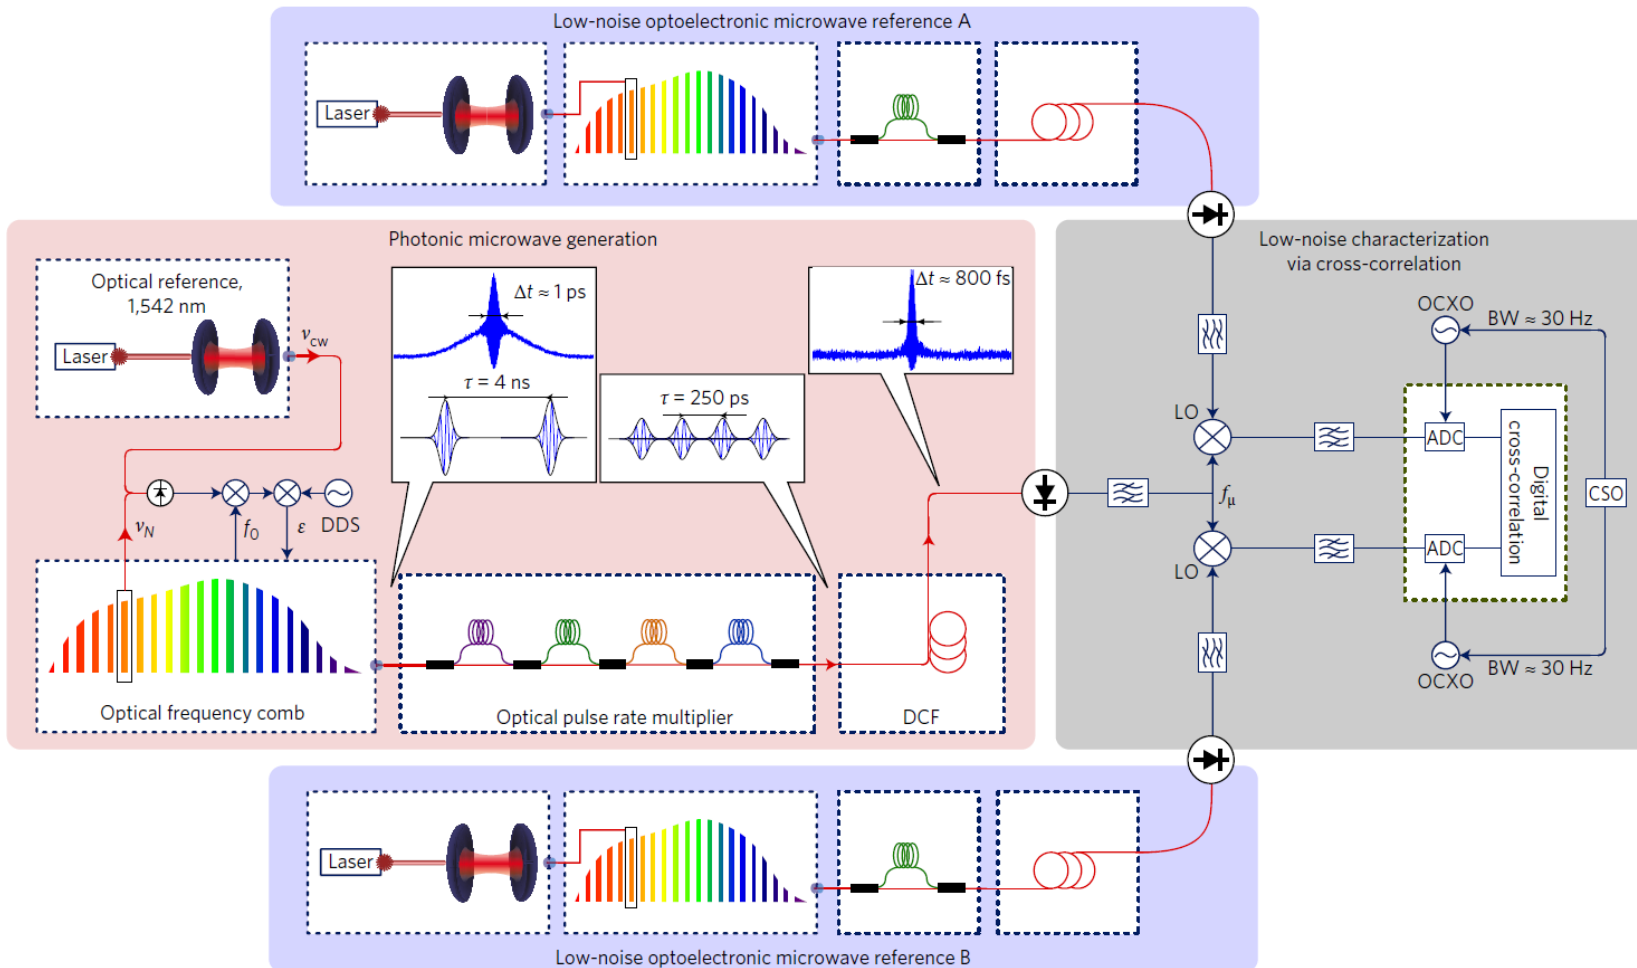 Low-noise optoelectronic microwave reference A
Laser
Photonic microwave generation
Optical reference,
1,542 nm
Laser
νcw
Δt ≈ 1 ps
τ = 4 ns
τ = 250 ps
Δt ≈ 800 fs
νN
f0
ε
DDS
Optical frequency comb
Optical pulse rate multiplier
DCF
Low-noise characterization
via cross-correlation
OCXO
BW ≈ 30 Hz
LO
ADC
fμ
Digital
cross-correlation
CSO
LO
ADC
OCXO
BW ≈ 30 Hz
Laser
Low-noise optoelectronic microwave reference B